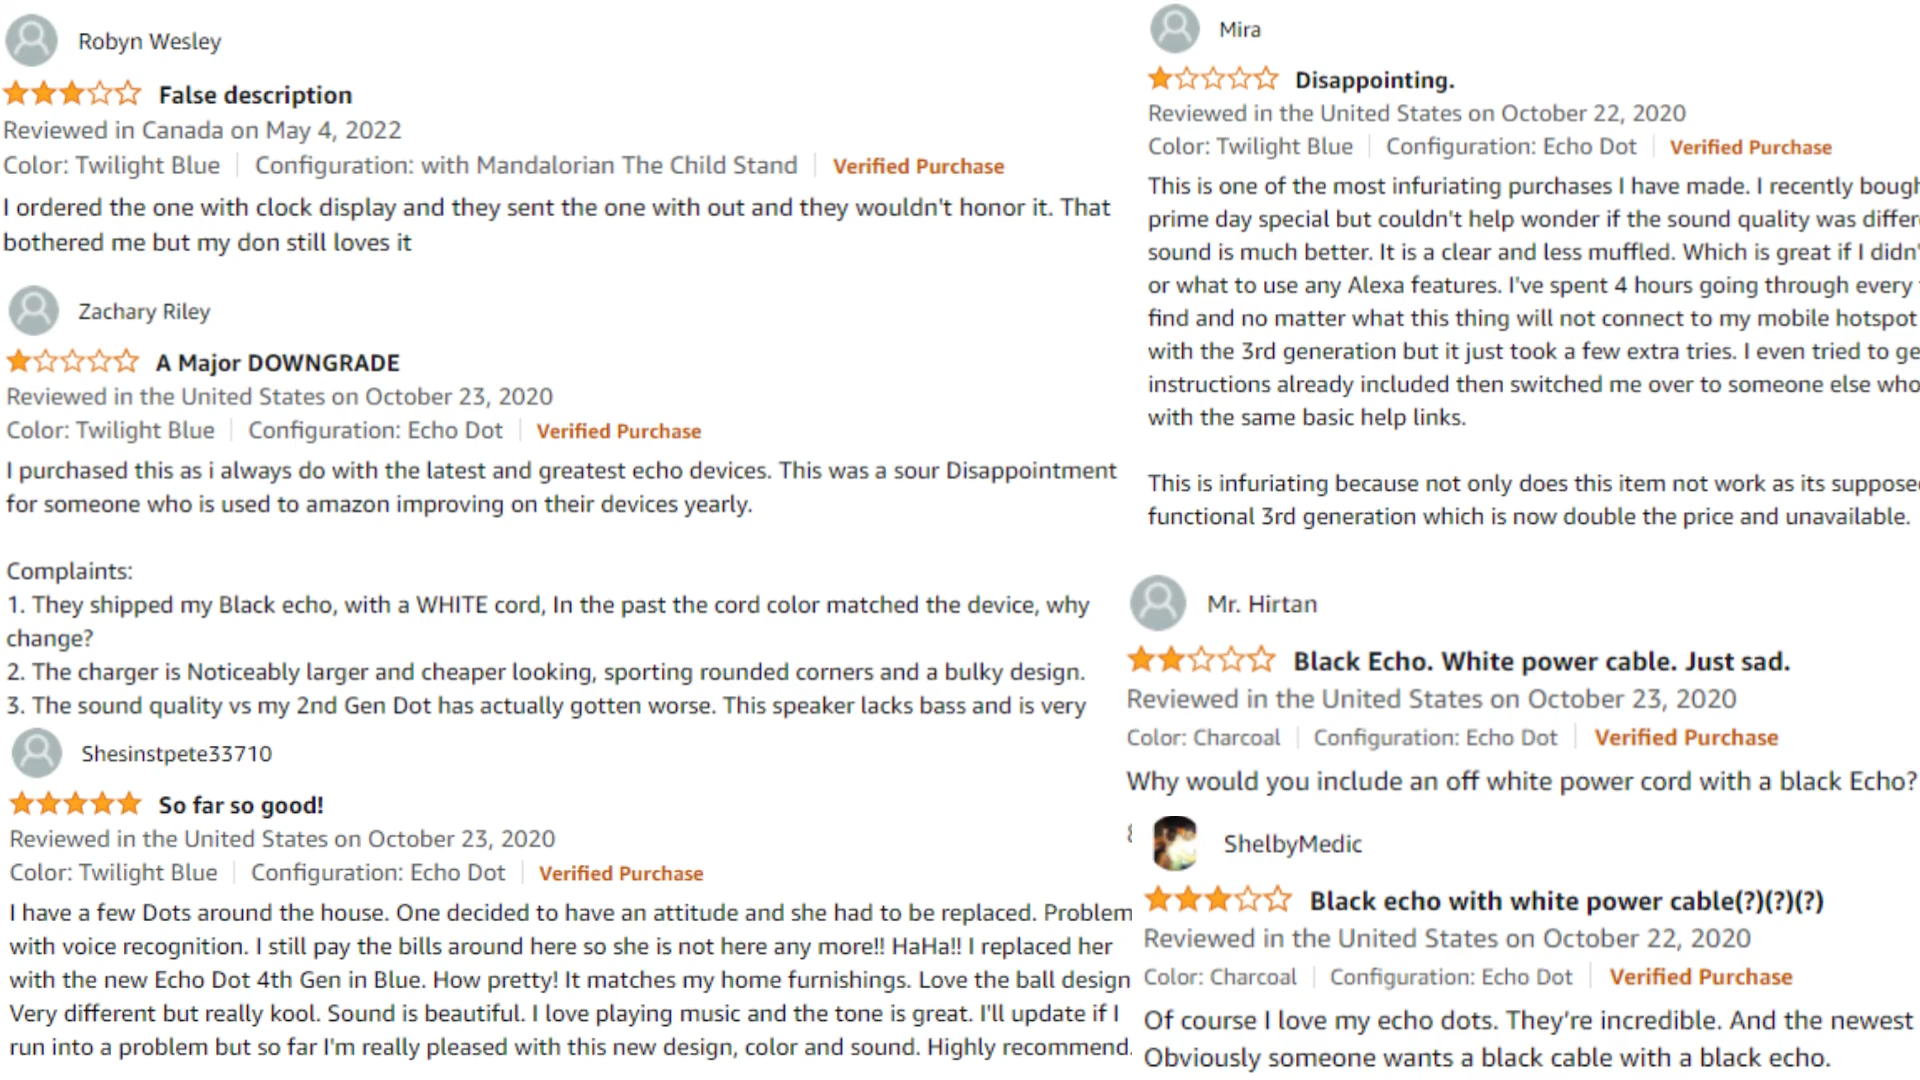 Robyn Wesley
False description
Reviewed in Canada on May 4, 2022
Color: Twilight Blue Configuration: with Mandalorian The Child Stand Verified Purchase
I ordered the one with clock display and they sent the one with out and they wouldn't honor it. That
bothered me but my don still loves it
Zachary Riley
A Major DOWNGRADE
Reviewed in the United States on October 23, 2020
Color: Twilight Blue Configuration: Echo Dot Verified Purchase
I purchased this as i always do with the latest and greatest echo devices. This was a sour Disappointment
for someone who is used to amazon improving on their devices yearly.
Complaints:
1. They shipped my Black echo, with a WHITE cord, In the past the cord color matched the device, why
change?
2. The charger is Noticeably larger and cheaper looking, sporting rounded corners and a bulky design.
3. The sound quality vs my 2nd Gen Dot has actually gotten worse. This speaker lacks bass and is very
Shesinstpete33710
So far so good!
Reviewed in the United States on October 23, 2020
Color: Twilight Blue Configuration: Echo Dot Verified Purchase
I have a few Dots around the house. One decided to have an attitude and she had to be replaced. Problem
with voice recognition. I still pay the bills around here so she is not here any more!! HaHa!! I replaced her
with the new Echo Dot 4th Gen in Blue. How pretty! It matches my home furnishings. Love the ball design
Very different but really kool. Sound is beautiful. I love playing music and the tone is great. I'll update if I
run into a problem but so far I'm really pleased with this new design, color and sound. Highly recommend.
Mira
Disappointing.
Reviewed in the United States on October 22, 2020
Color: Twilight Blue Configuration: Echo Dot Verified Purchase
This is one of the most infuriating purchases I have made. I recently
prime day special but couldn't help wonder if the sound quality was
sound is much better. It is a clear and less muffled. Which is great if I
or what to use any Alexa features. I've spent 4 hours going through every
find and no matter what this thing will not connect to my mobile hotspot
with the 3rd generation but it just took a few extra tries. I even tried to
instructions already included then switched me over to someone else who
with the same basic help links.
This is infuriating because not only does this item not work as its
functional 3rd generation which is now double the price and unavailable.
Mr. Hirtan
Black Echo. White power cable. Just sad.
Reviewed in the United States on October 23, 2020
Color: Charcoal Configuration: Echo Dot Verified Purchase
Why would you include an off white power cord with a black Echo?
ShelbyMedic
Black echo with white power cable(?)(?)(?)
Reviewed in the United States on October 22, 2020
Color: Charcoal Configuration: Echo Dot Verified Purchase
Of course I love my echo dots. They're incredible. And the newest
Obviously someone wants a black cable with a black echo.